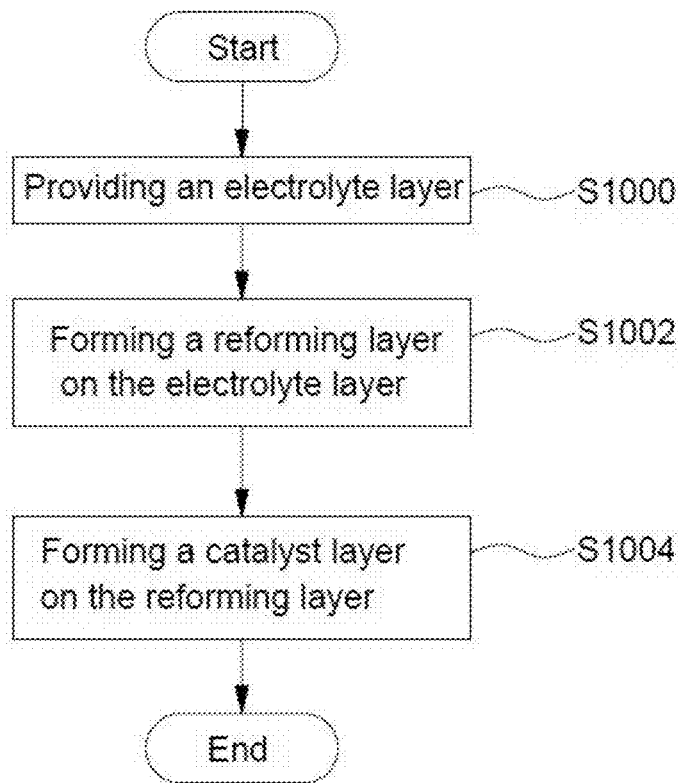 Start
Providing an electrolyte layer
S1000
Forming a reforming layer
on the electrolyte layer
S1002
Forming a catalyst layer
on the reforming layer
S1004
End